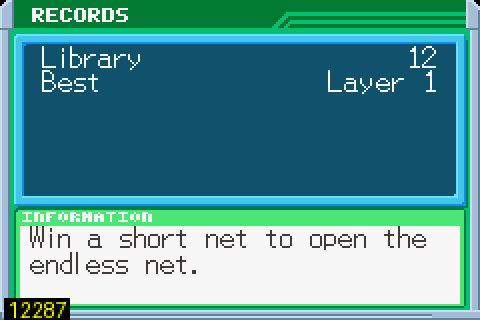 RECORDS
Library 12
Best Layer 1
INFORMATION
Win a short net to open the
endless net.
12287